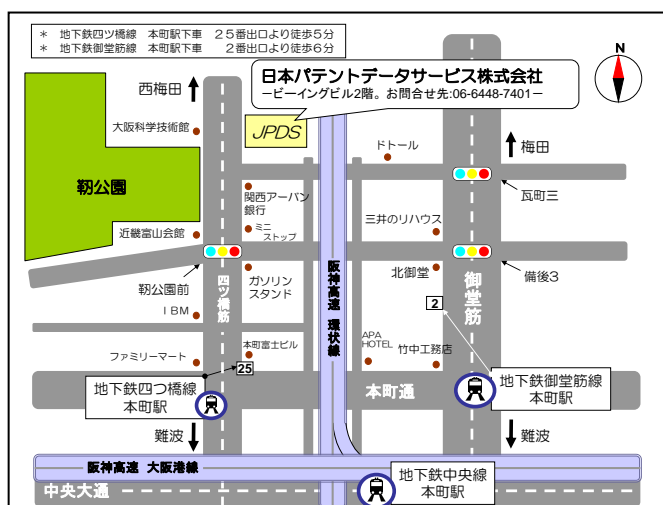 * 地下鉄四ツ橋線 本町駅下車 25番出口より徒歩5分
* 地下鉄御堂筋線 本町駅下車 2番出口より徒歩6分
N
日本パテントデータサービス株式会社
-ビーイングビル2階。お問合せ先:06-6448-7401-
西梅田
大阪科学技術館
JPDS
ドトール
梅田
靭公園
瓦町三
関西アーバン
銀行
ミニ
ストップ
近畿富山会館
三井のリハウス
靭公園前
四ツ橋筋
ガソリン
スタンド
阪神高速 環状線
北御堂
御堂筋
備後3
IBM
2
本町富士ビル
APA
HOTEL
竹中工務店
ファミリーマート
25
地下鉄四つ橋線
本町駅
本町通
地下鉄御堂筋線
本町駅
難波
難波
阪神高速 大阪港線
地下鉄中央線
本町駅
中央大通